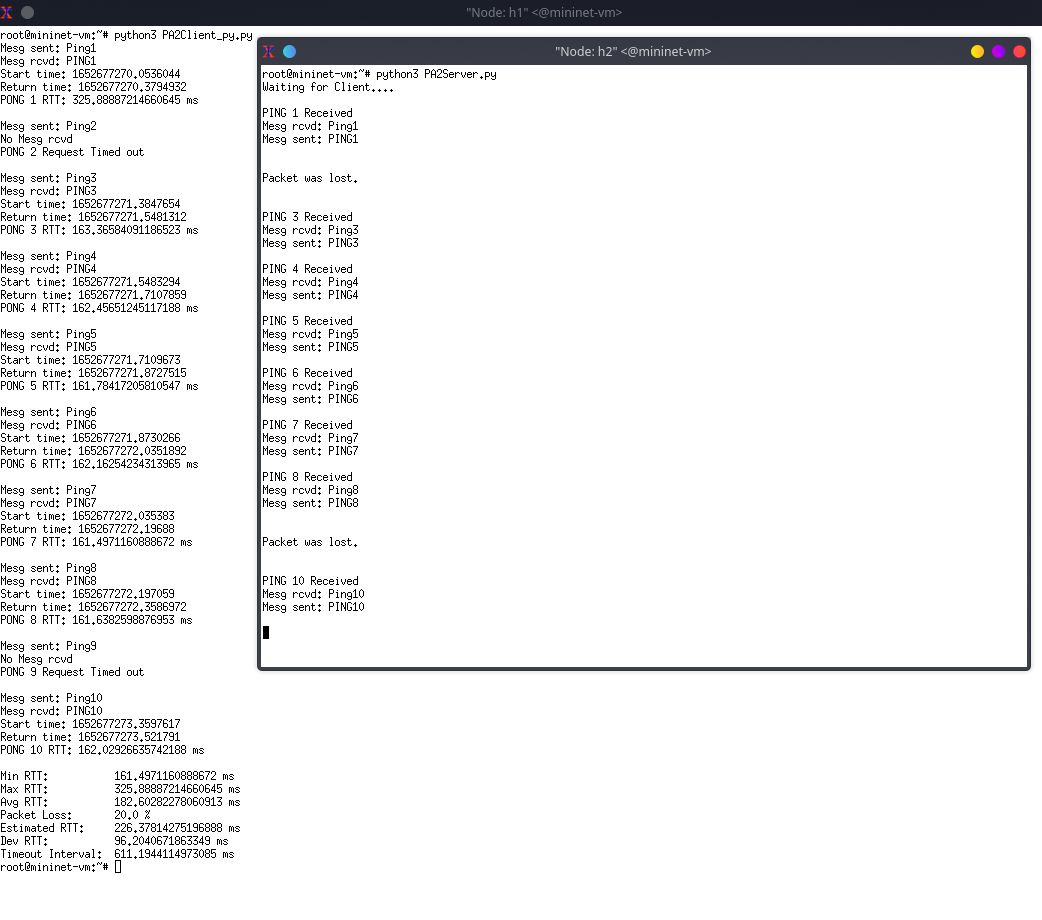 "Node: h1" <@mininet-vm>
root@mininet-vm:~# python3 PA2Client_py.py
Mesg sent: Ping1
Mesg rcvd: PING1
Start time: 1652677270.0536044
Return time: 1652677270.3794932
PONG 1 RTT: 325.88887214660645 ms
Mesg sent: Ping2
No Mesg rcvd
PONG 2 Request Timed out
Mesg sent: Ping3
Mesg rcvd: PING3
Start time: 1652677271.3847654
Return time: 1652677271.5481312
PONG 3 RTT: 163.36584091186523 ms
Mesg sent: Ping4
Mesg rcvd: PING4
Start time: 1652677271.5483294
Return time: 1652677271.7107859
PONG 4 RTT: 162.45651245117188 ms
Mesg sent: Ping5
Mesg rcvd: PING5
Start time: 1652677271.7109673
Return time: 1652677271.8727515
PONG 5 RTT: 161.78417205810547 ms
Mesg sent: Ping6
Mesg rcvd: PING6
Start time: 1652677271.8730266
Return time: 1652677272.0351892
PONG 6 RTT: 162.16254234313965 ms
Mesg sent: Ping7
Mesg rcvd: PING7
Start time: 1652677272.035383
Return time: 1652677272.19688
PONG 7 RTT: 161.4971160888672 ms
Mesg sent: Ping8
Mesg rcvd: PING8
Start time: 1652677272.197059
Return time: 1652677272.3586972
PONG 8 RTT: 161.6382598876953 ms
Mesg sent: Ping9
No Mesg rcvd
PONG 9 Request Timed out
Mesg sent: Ping10
Mesg rcvd: PING10
Start time: 1652677273.3597617
Return time: 1652677273.521791
PONG 10 RTT: 162.02926635742188 ms
Min RTT: 161.4971160888672 ms
Max RTT: 325.88887214660645 ms
Avg RTT: 182.60282278060913 ms
Packet Loss: 20.0 %
Estimated RTT: 226.37814275196888 ms
Dev RTT: 96.2040671863349 ms
Timeout Interval: 611.1944114973085 ms
root@mininet-vm:~#
"Node: h2" <@mininet-vm>
root@mininet-vm:~# python3 PA2Server.py
Waiting for Client....
PING 1 Received
Mesg rcvd: Ping1
Mesg sent: PING1
Packet was lost.
PING 3 Received
Mesg rcvd: Ping3
Mesg sent: PING3
PING 4 Received
Mesg rcvd: Ping4
Mesg sent: PING4
PING 5 Received
Mesg rcvd: Ping5
Mesg sent: PING5
PING 6 Received
Mesg rcvd: Ping6
Mesg sent: PING6
PING 7 Received
Mesg rcvd: Ping7
Mesg sent: PING7
PING 8 Received
Mesg rcvd: Ping8
Mesg sent: PING8
Packet was lost.
PING 10 Received
Mesg rcvd: Ping10
Mesg sent: PING10